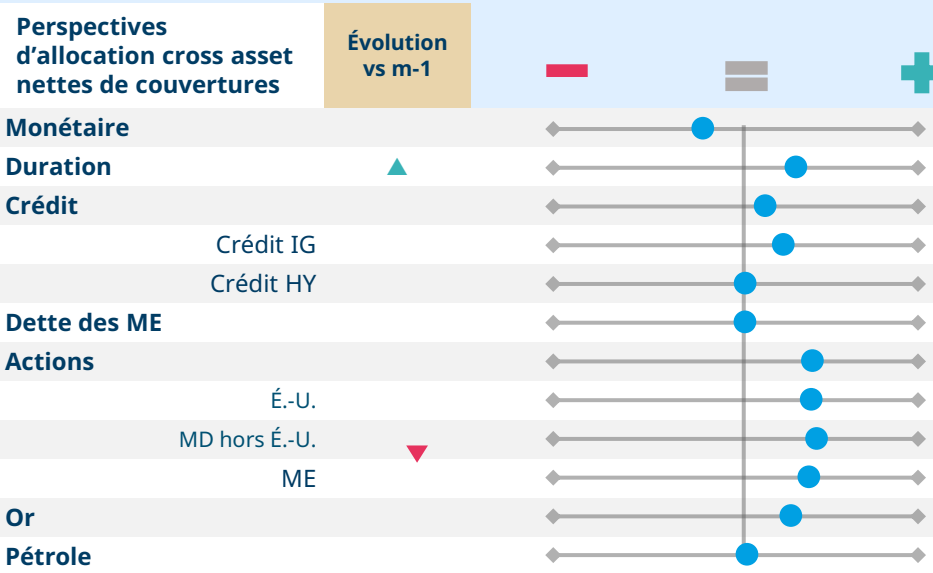 Perspectives
d’allocation cross asset
nettes de couvertures
Évolution
vs m-1
Monétaire
Duration
Crédit
Crédit IG
Crédit HY
Dette des ME
Actions
É.-U.
MD hors É.-U.
ME
Or
Pétrole